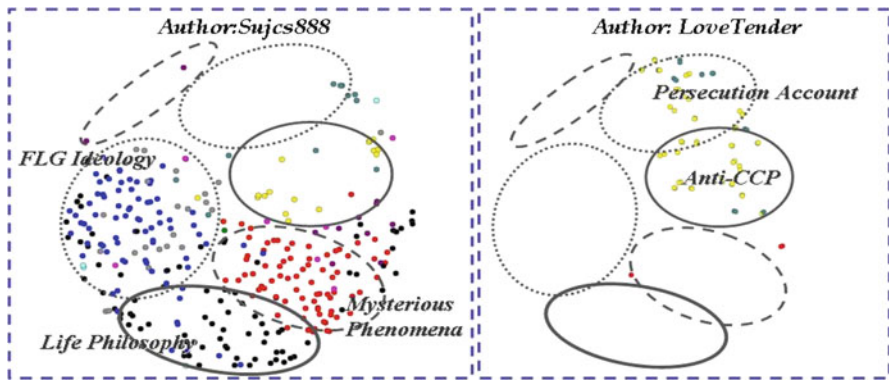 Author:Sujcs888
FLG Ideology
Mysterious
Phenomena
Life Philosophy
Author: LoveTender
Persecution Account
Anti-CCP